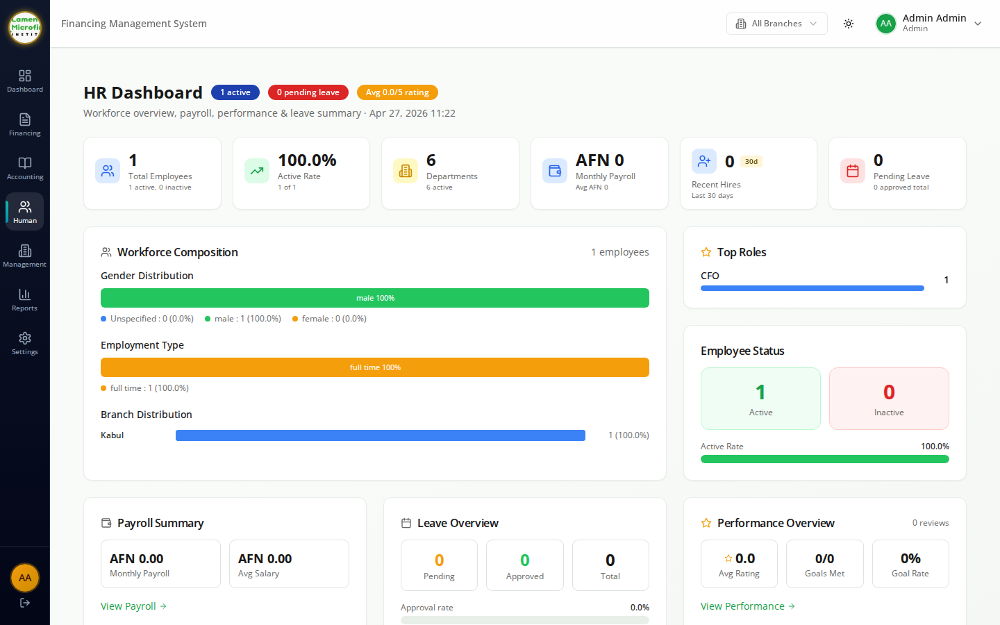 Lamen
Microfi
INSTIT
Financing Management System
All Branches
AA
Admin Admin
Admin
Dashboard
Financing
Accounting
Human
Management
Reports
Settings
AA
HR Dashboard
1 active
0 pending leave
Avg 0.0/5 rating
Workforce overview, payroll, performance & leave summary · Apr 27, 2026 11:22
1
Total Employees
1 active, 0 inactive
100.0%
Active Rate
1 of 1
6
Departments
6 active
AFN 0
Monthly Payroll
Avg AFN 0
0 30d
Recent Hires
Last 30 days
0
Pending Leave
0 approved total
Workforce Composition
1 employees
Gender Distribution
male 100%
Unspecified : 0 (0.0%) male : 1 (100.0%) female : 0 (0.0%)
Employment Type
full time 100%
full time : 1 (100.0%)
Branch Distribution
Kabul 1 (100.0%)
Top Roles
CFO
1
Employee Status
1
Active
0
Inactive
Active Rate 100.0%
Payroll Summary
AFN 0.00
Monthly Payroll
AFN 0.00
Avg Salary
View Payroll
Leave Overview
0
Pending
0
Approved
0
Total
Approval rate 0.0%
Performance Overview
0 reviews
0.0
Avg Rating
0/0
Goals Met
0%
Goal Rate
View Performance